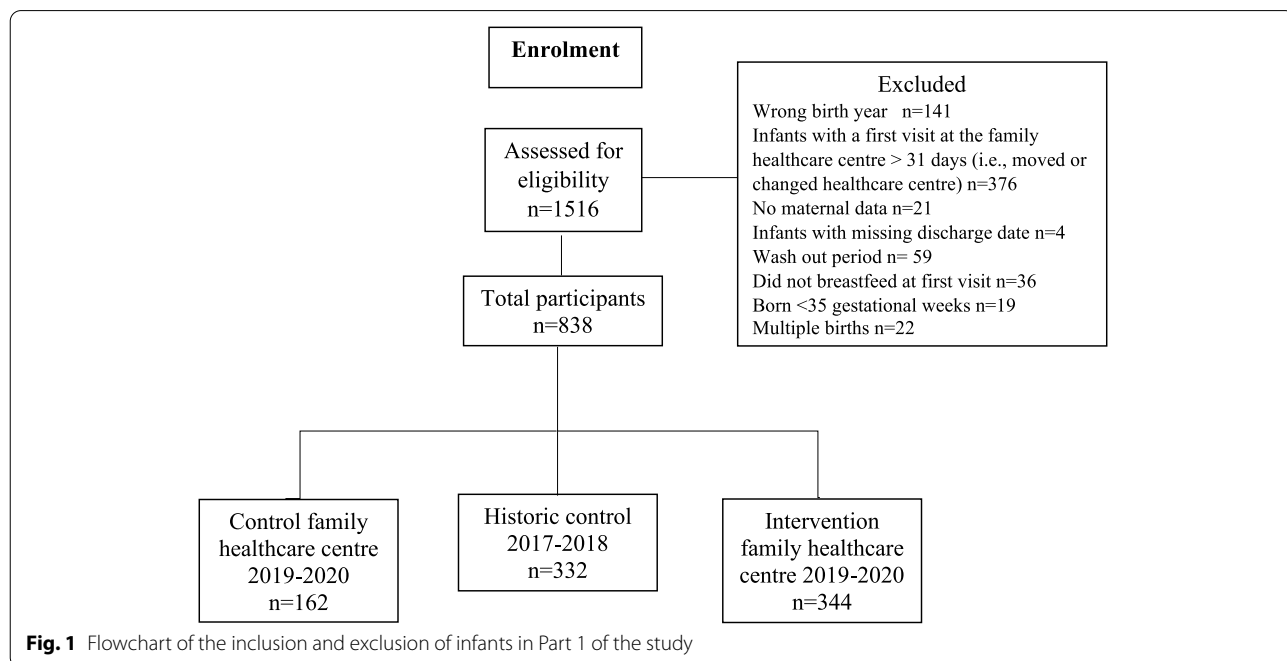 Enrolment
Assessed for
eligibility
n=1516
Excluded
Wrong birth year n=141
Infants with a first visit at the family
healthcare centre > 31 days (i.e., moved or
changed healthcare centre) n=376
No maternal data n=21
Infants with missing discharge date n=4
Wash out period n= 59
Did not breastfeed at first visit n=36
Born <35 gestational weeks n=19
Multiple births n=22
Total participants
n=838
Control family
healthcare centre
2019-2020
n=162
Historic control
2017-2018
n=332
Intervention
family healthcare
centre 2019-2020
n=344
Fig. 1 Flowchart of the inclusion and exclusion of infants in Part 1 of the study